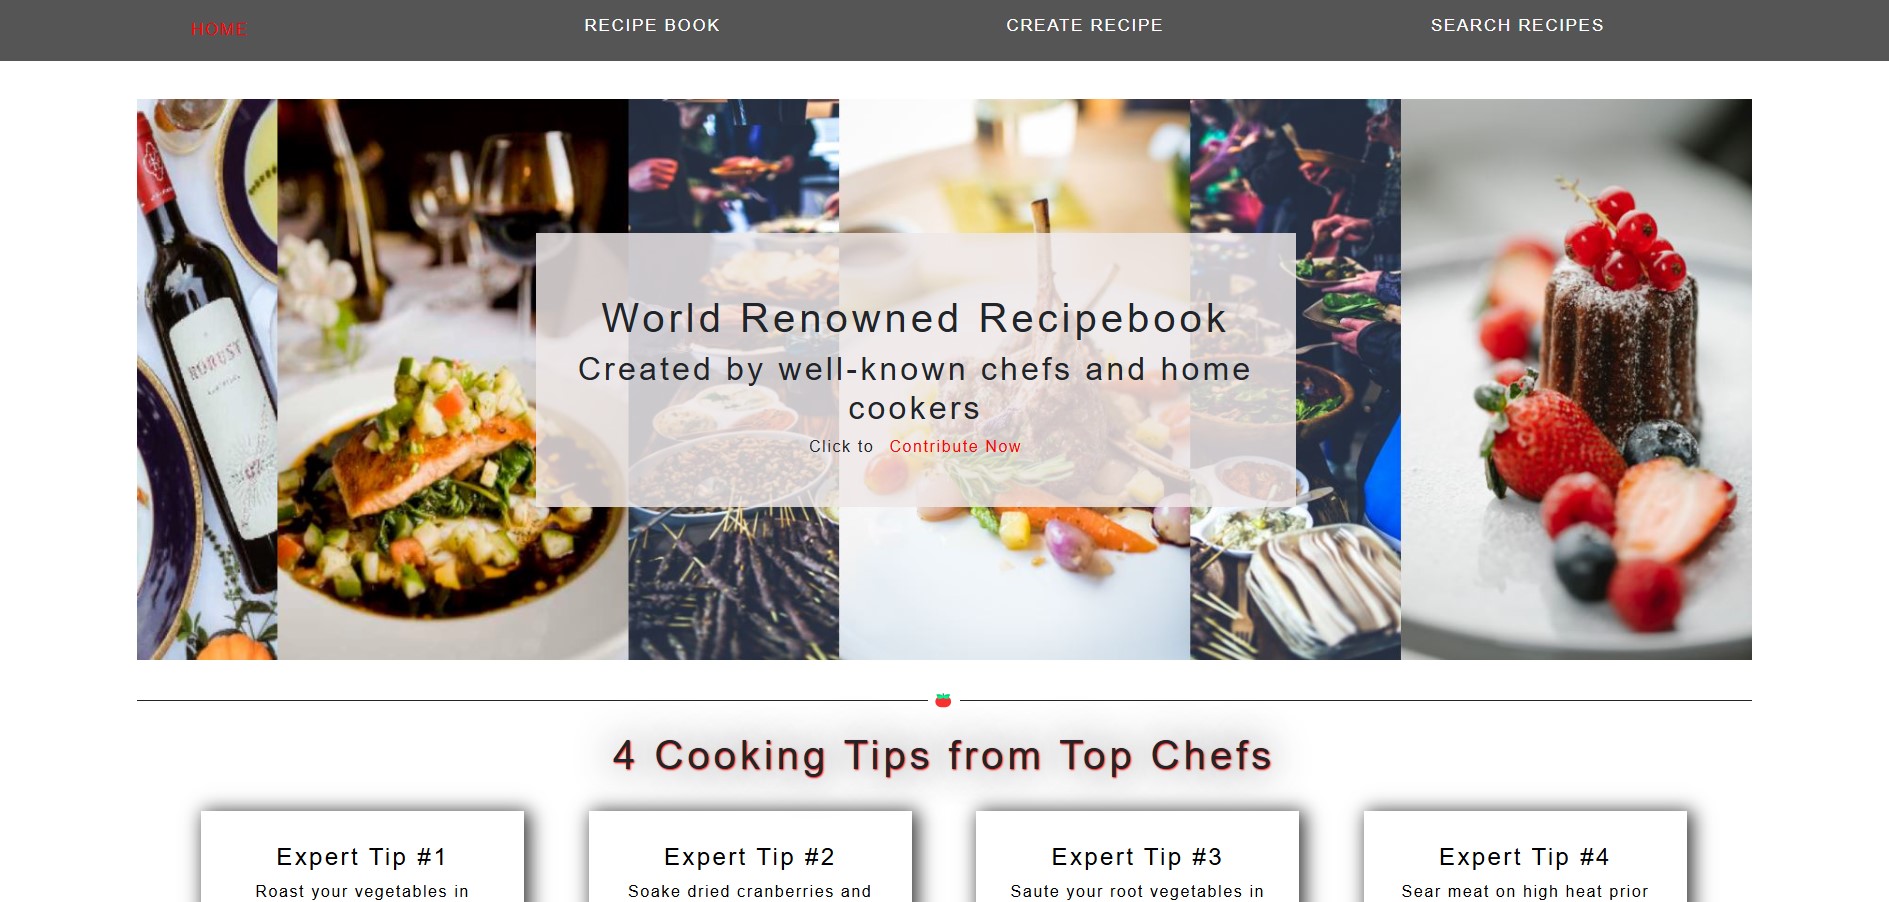 HOME
RECIPE BOOK
CREATE RECIPE
SEARCH RECIPES
ROBUST
World Renowned Recipebook
Created by well-known chefs and home
cookers
Click to Contribute Now
4 Cooking Tips from Top Chefs
Expert Tip #1
Roast your vegetables in
Expert Tip #2
Soake dried cranberries and
Expert Tip #3
Saute your root vegetables in
Expert Tip #4
Sear meat on high heat prior